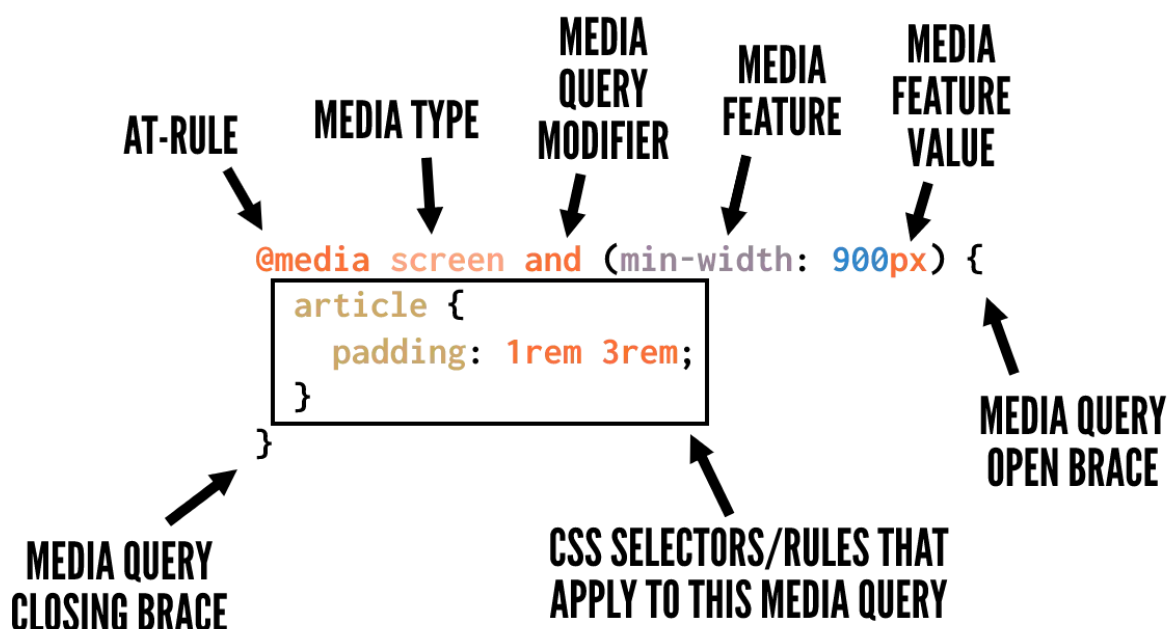 MEDIA
QUERY
MODIFIER
MEDIA
FEATURE
MEDIA
FEATURE
VALUE
AT-RULE
MEDIA TYPE
@media screen and (min-width: 900px) {
article {
padding: 1rem 3rem;
}
}
MEDIA QUERY
OPEN BRACE
MEDIA QUERY
CLOSING BRACE
CSS SELECTORS/RULES THAT
APPLY TO THIS MEDIA QUERY